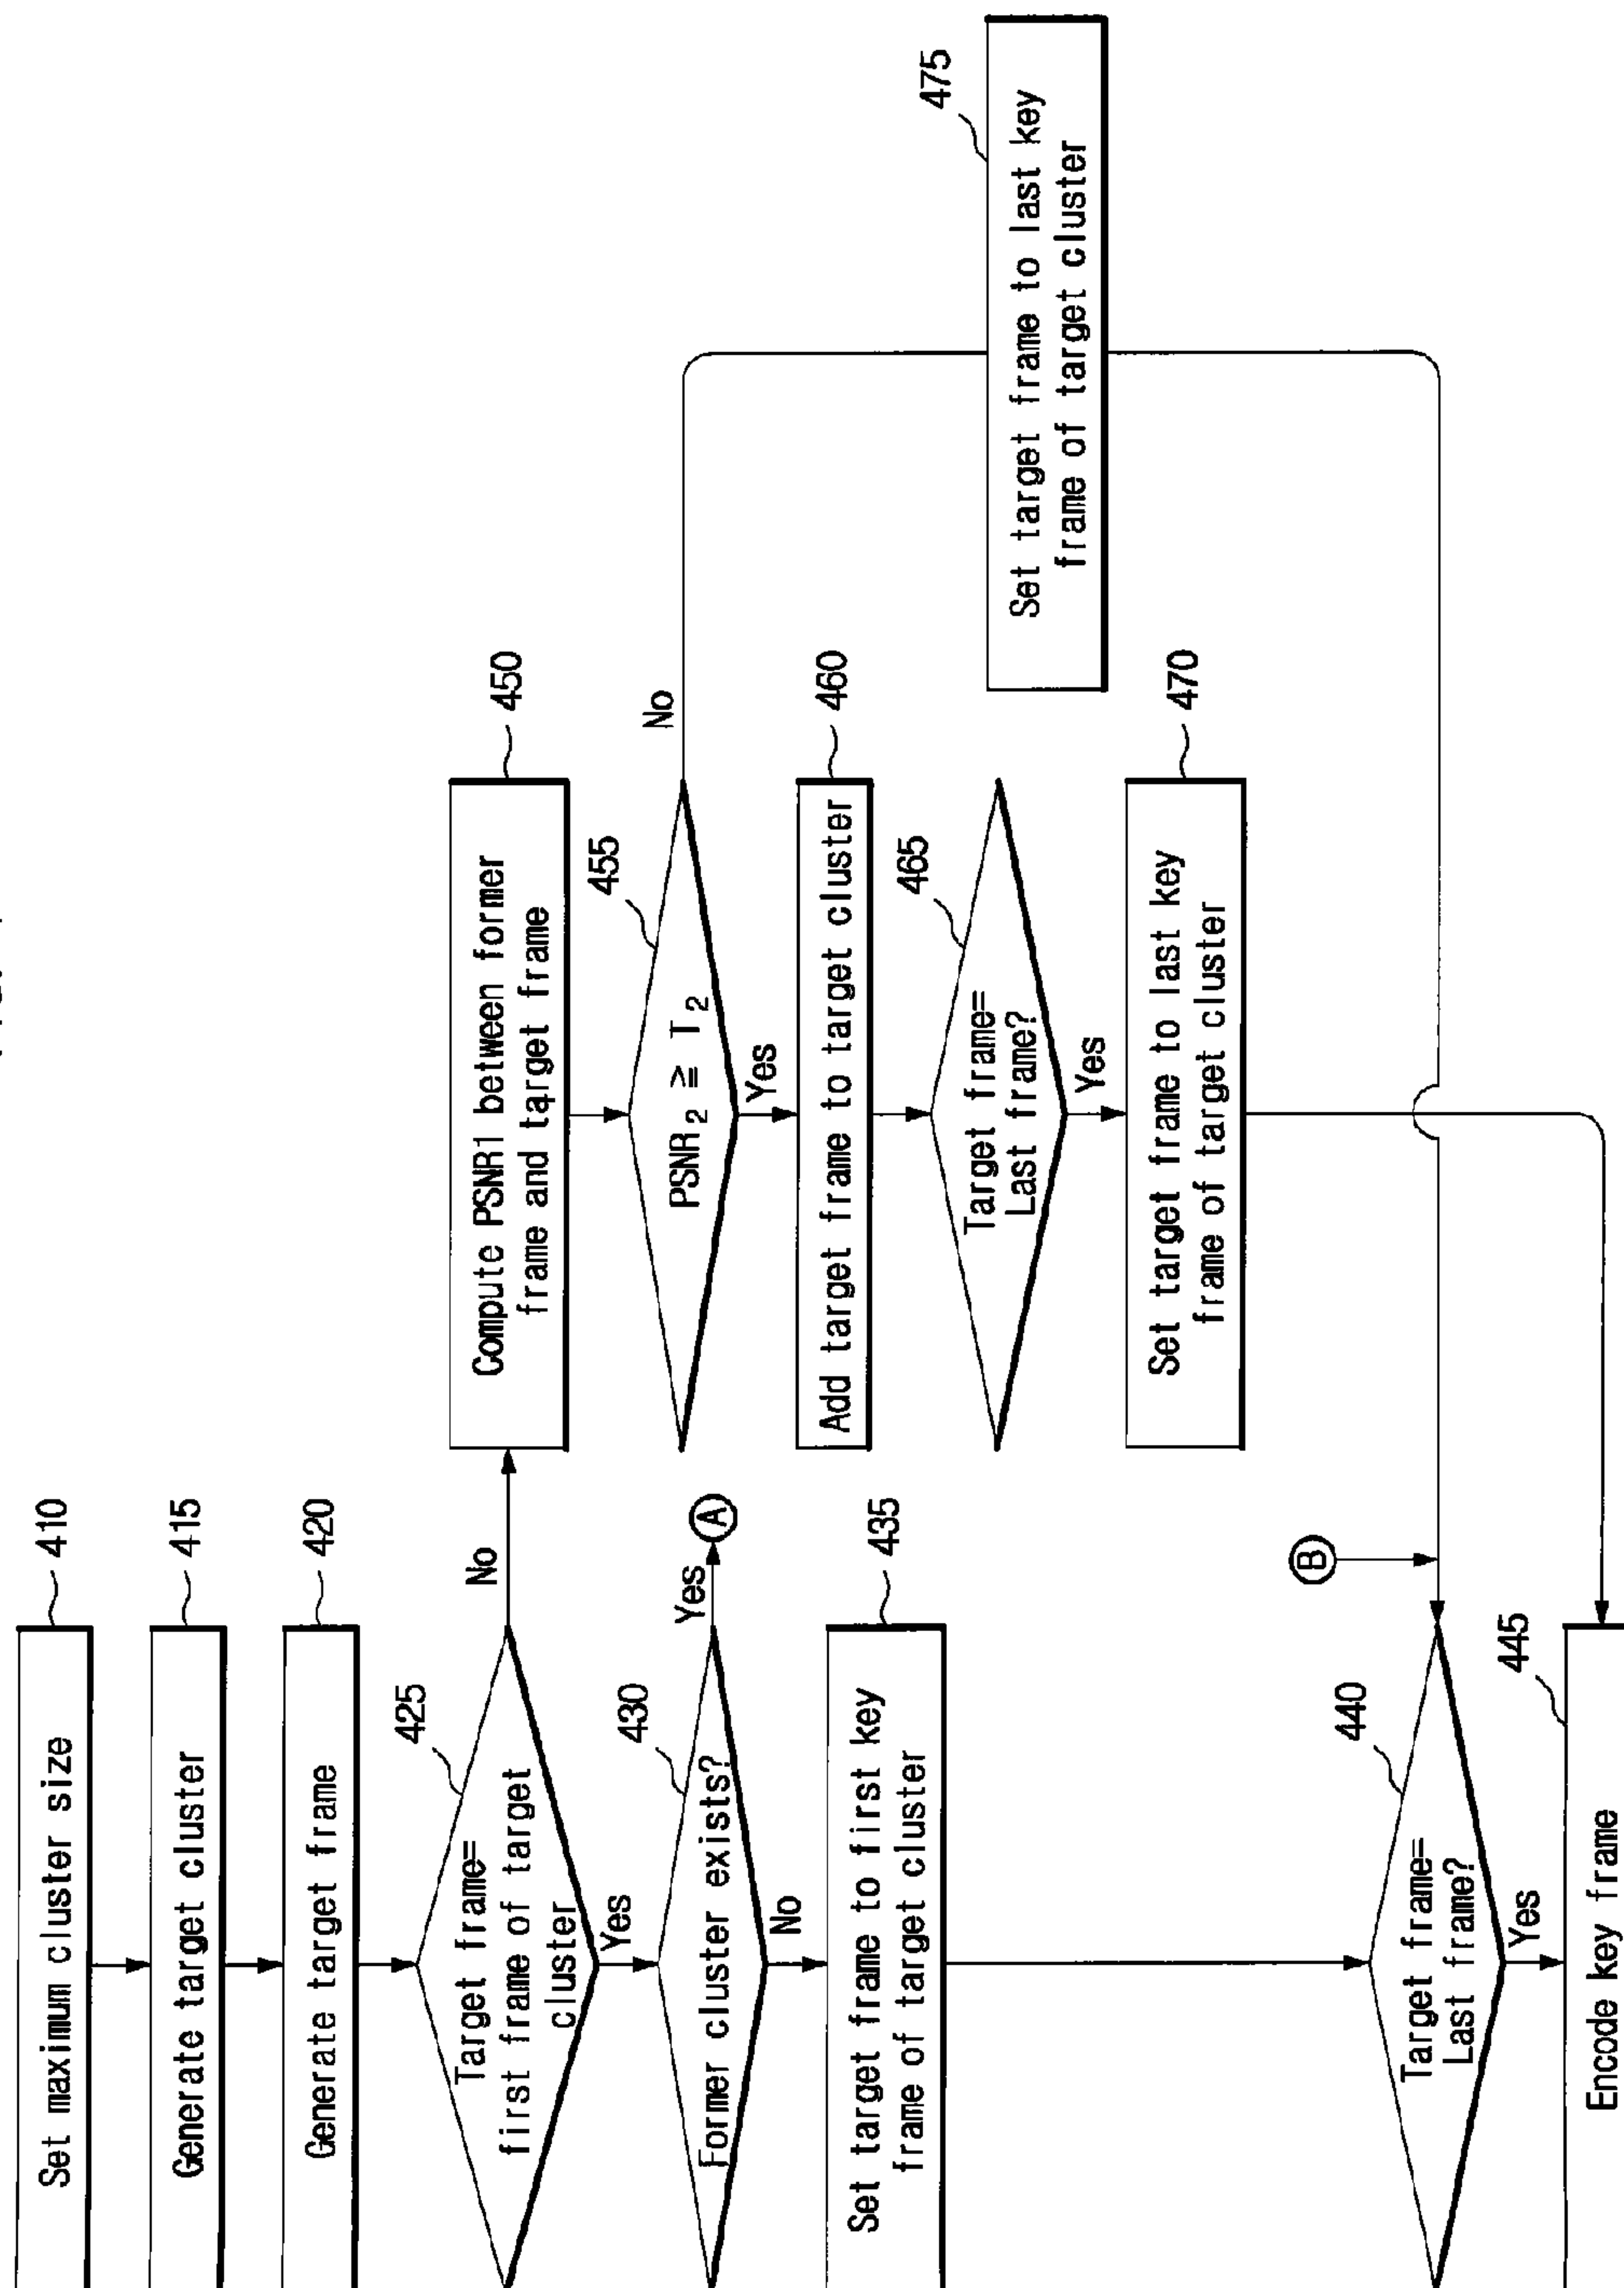 Set maximum cluster size
410
Generate target cluster
415
Generate target frame
420
Target frame=
first frame of target
cluster
425
No
Yes
Former cluster exists?
430
Yes
A
No
Set target frame to first key
frame of target cluster
435
Target frame=
Last frame?
440
B
Yes
Encode key frame
445
Compute PSNR1 between former
frame and target frame
450
PSNR2 ≧ T2
455
No
Yes
Add target frame to target cluster
460
Target frame=
Last frame?
465
Yes
Set target frame to last key
frame of target cluster
470
Set target frame to last key
frame of target cluster
475